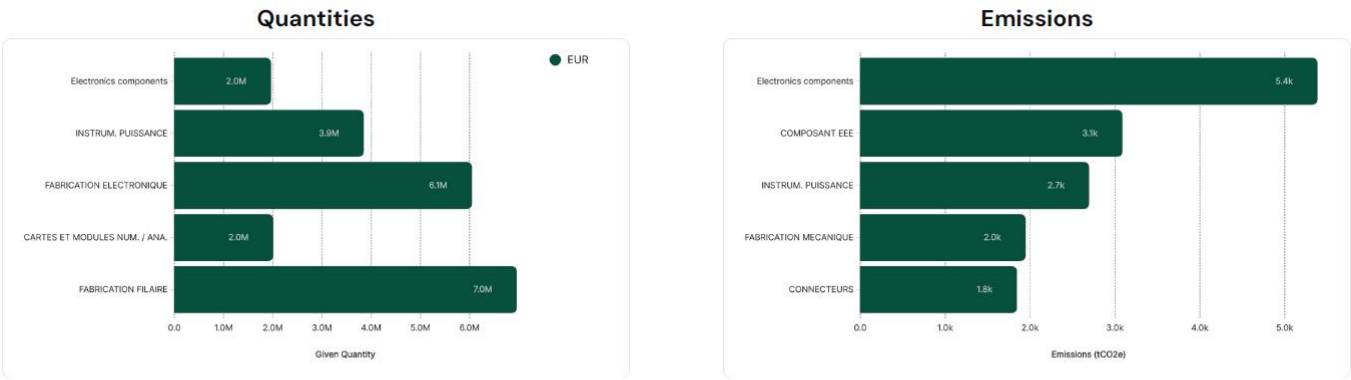 Quantities
EUR
Electronics components
2.0M
INSTRUM. PUISSANCE
3.9M
FABRICATION ELECTRONIQUE
6.1M
CARTES ET MODULES NUM. / ANA.
2.0M
FABRICATION FILAIRE
7.0M
0.0 1.0M 2.0M 3.0M 4.0M 5.0M 6.0M
Given Quantity
Emissions
Electronics components
5.4k
COMPOSANT EEE
3.1k
INSTRUM. PUISSANCE
2.7k
FABRICATION MECANIQUE
2.0k
CONNECTEURS
1.8k
0.0 1.0k 2.0k 3.0k 4.0k 5.0k
Emissions (tCO2e)